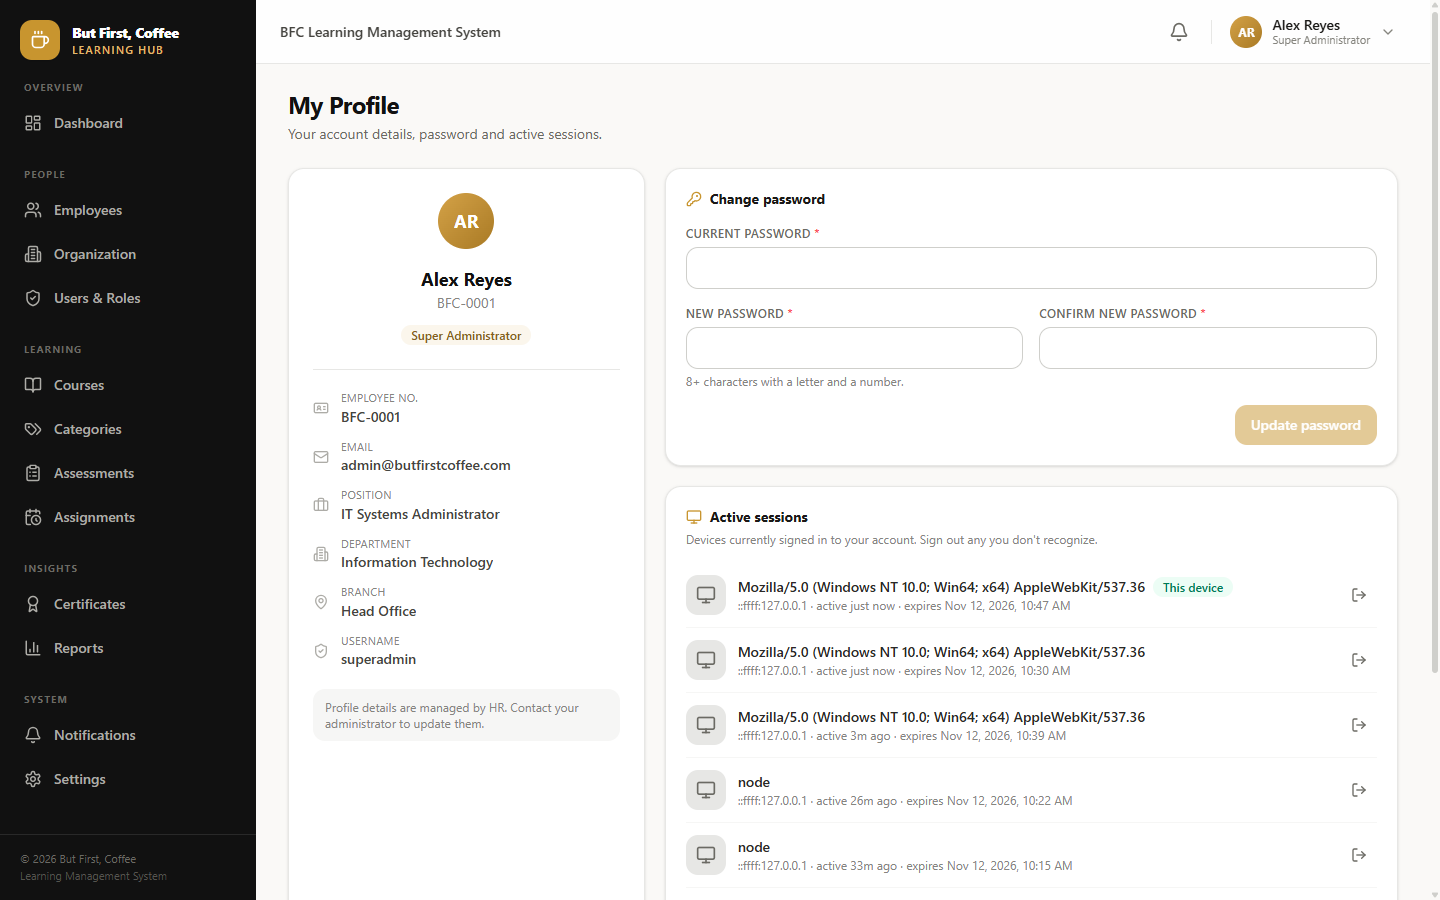 But First, Coffee
LEARNING HUB
OVERVIEW
Dashboard
PEOPLE
Employees
Organization
Users & Roles
LEARNING
Courses
Categories
Assessments
Assignments
INSIGHTS
Certificates
Reports
SYSTEM
Notifications
Settings
© 2026 But First, Coffee
Learning Management System
BFC Learning Management System
AR
Alex Reyes
Super Administrator
My Profile
Your account details, password and active sessions.
AR
Alex Reyes
BFC-0001
Super Administrator
EMPLOYEE NO.
BFC-0001
EMAIL
admin@butfirstcoffee.com
POSITION
IT Systems Administrator
DEPARTMENT
Information Technology
BRANCH
Head Office
USERNAME
superadmin
Profile details are managed by HR. Contact your
administrator to update them.
Change password
CURRENT PASSWORD *
NEW PASSWORD *
CONFIRM NEW PASSWORD *
8+ characters with a letter and a number.
Update password
Active sessions
Devices currently signed in to your account. Sign out any you don't recognize.
Mozilla/5.0 (Windows NT 10.0; Win64; x64) AppleWebKit/537.36 This device
::ffff:127.0.0.1 · active just now · expires Nov 12, 2026, 10:47 AM
Mozilla/5.0 (Windows NT 10.0; Win64; x64) AppleWebKit/537.36
::ffff:127.0.0.1 · active just now · expires Nov 12, 2026, 10:30 AM
Mozilla/5.0 (Windows NT 10.0; Win64; x64) AppleWebKit/537.36
::ffff:127.0.0.1 · active 3m ago · expires Nov 12, 2026, 10:39 AM
node
::ffff:127.0.0.1 · active 26m ago · expires Nov 12, 2026, 10:22 AM
node
::ffff:127.0.0.1 · active 33m ago · expires Nov 12, 2026, 10:15 AM